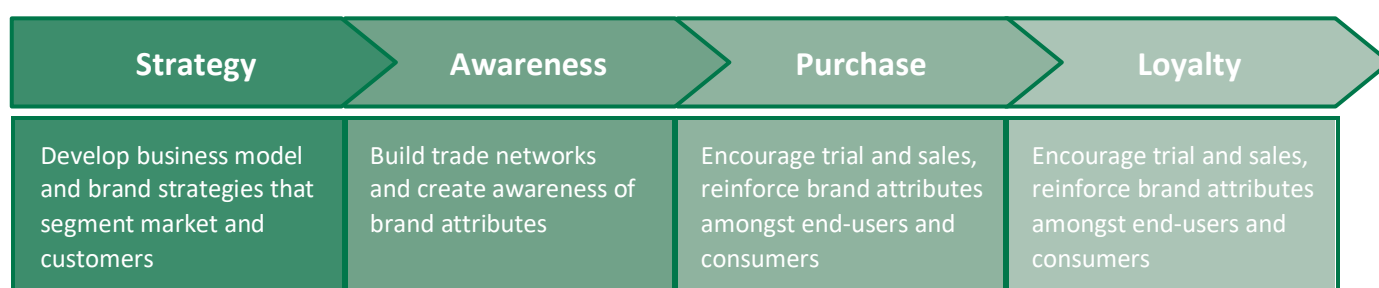 Strategy
Awareness
Purchase
Loyalty
Develop business model
and brand strategies that
segment market and
customers
Build trade networks
and create awareness of
brand attributes
Encourage trial and sales,
reinforce brand attributes
amongst end-users and
consumers
Encourage trial and sales,
reinforce brand attributes
amongst end-users and
consumers